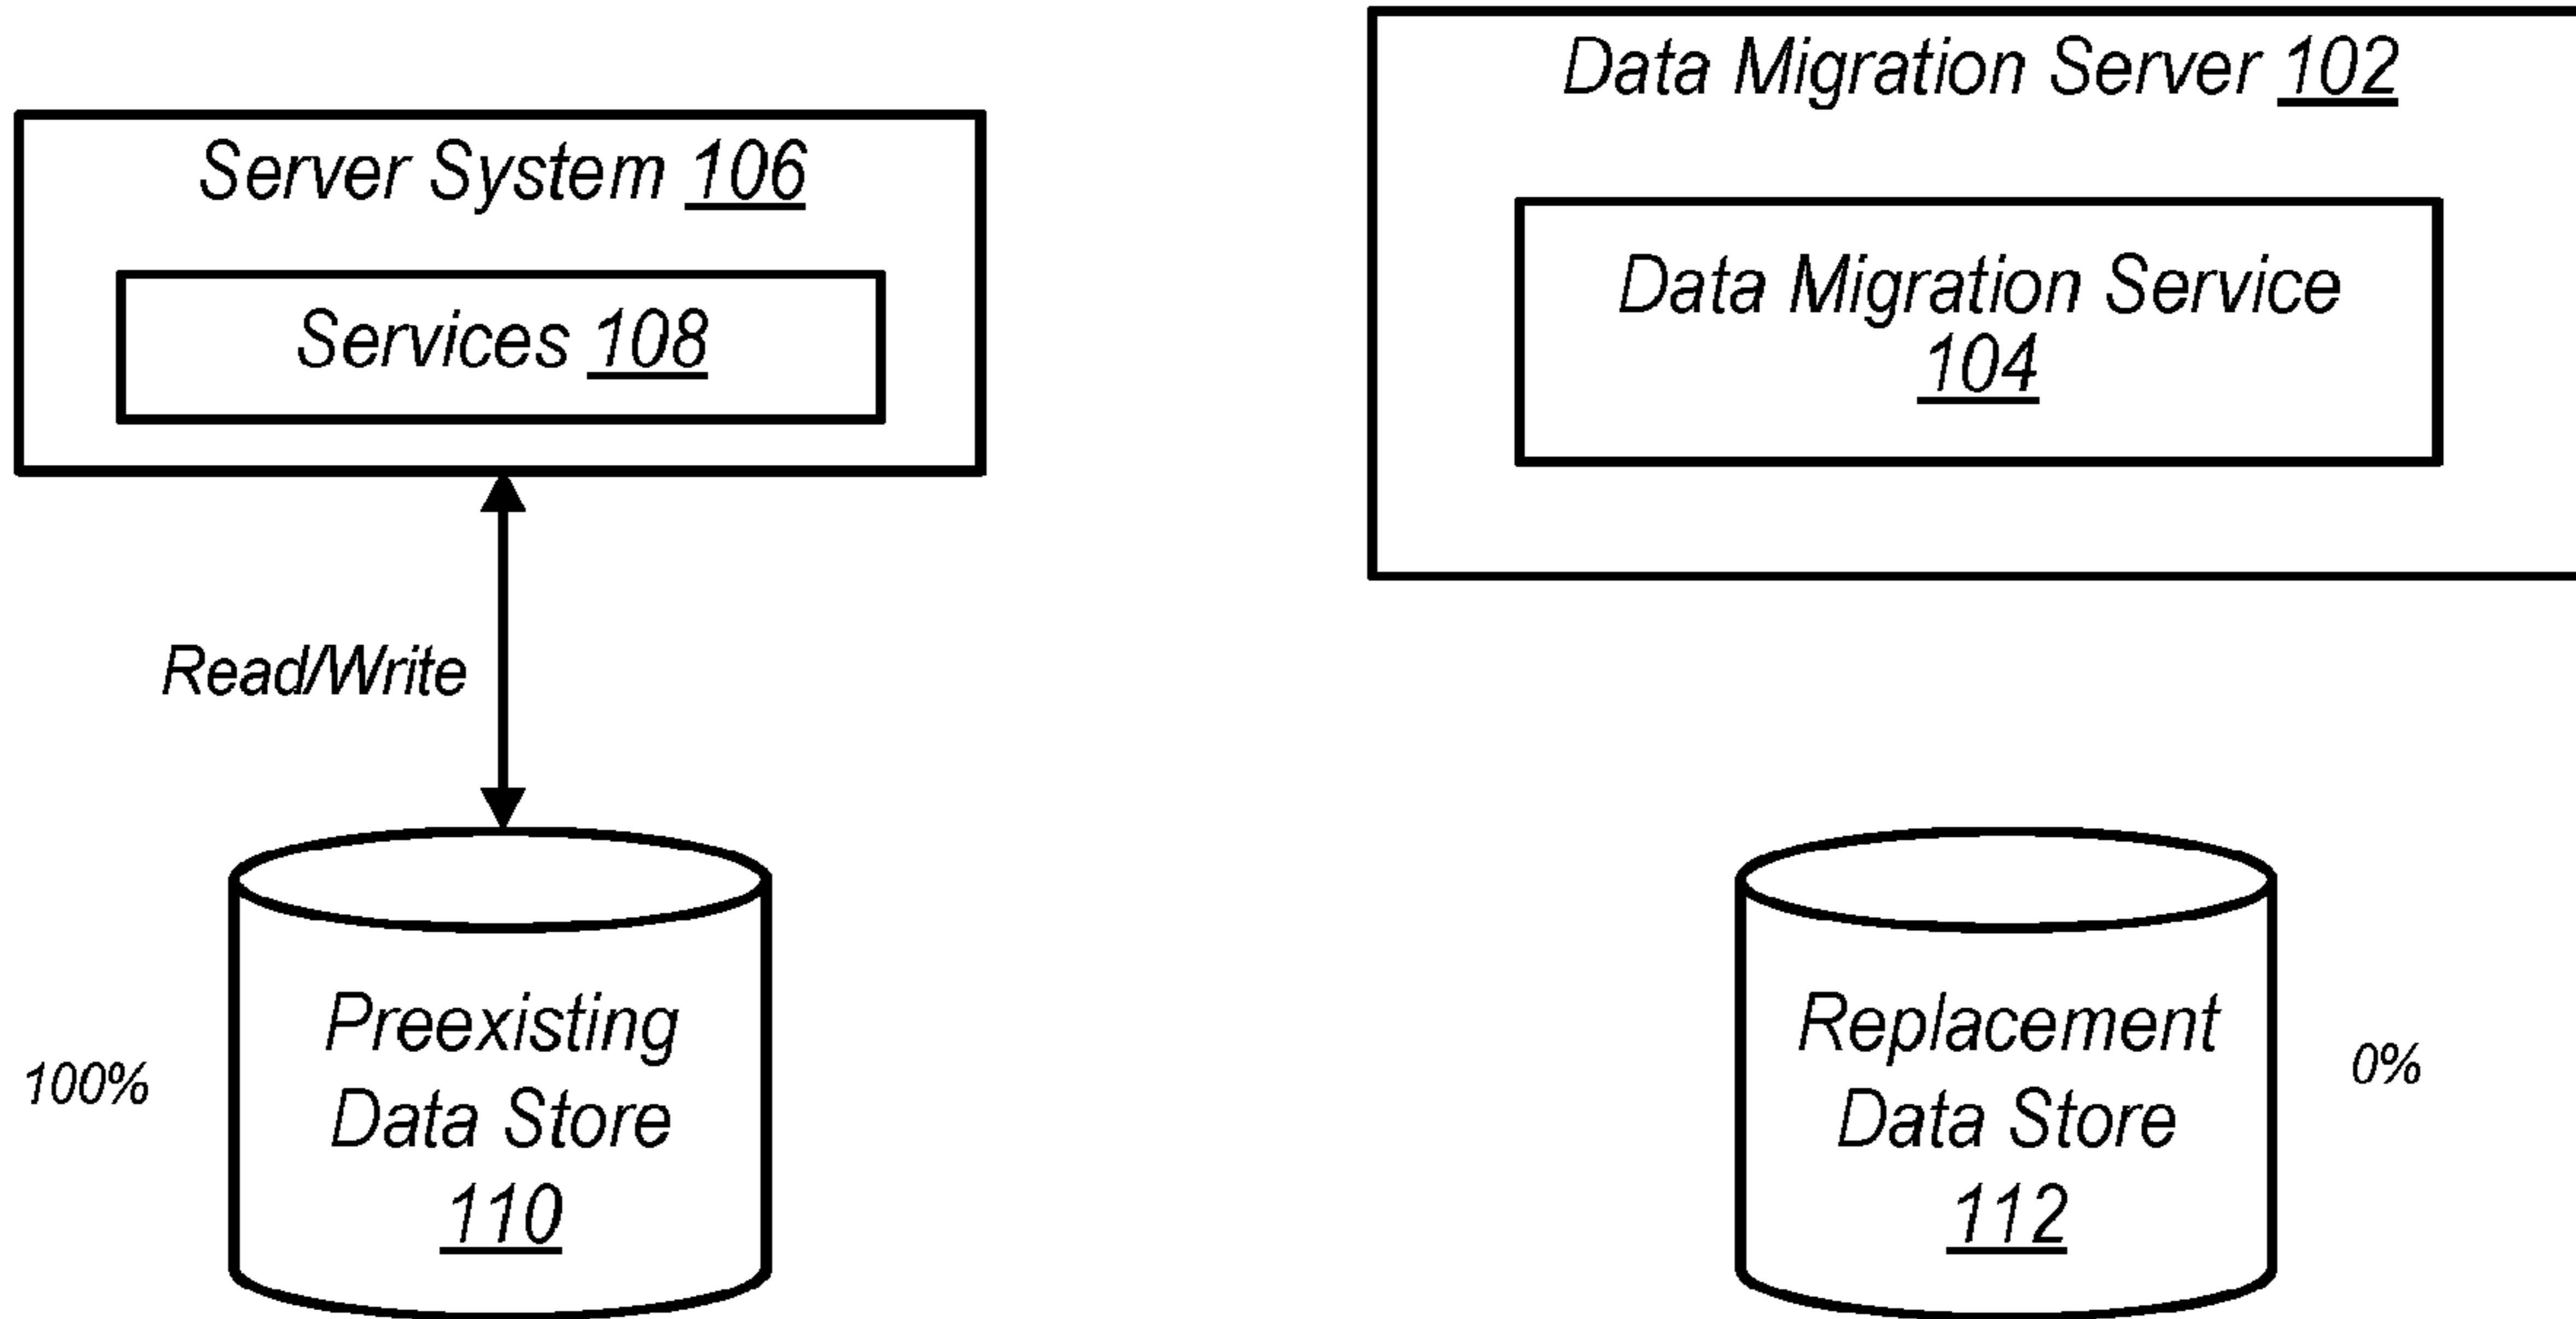 Data Migration Server 102
Server System 106
Services 108
Data Migration Service
104
Read/Write
Preexisting
Data Store
110
100%
Replacement
Data Store
112
0%